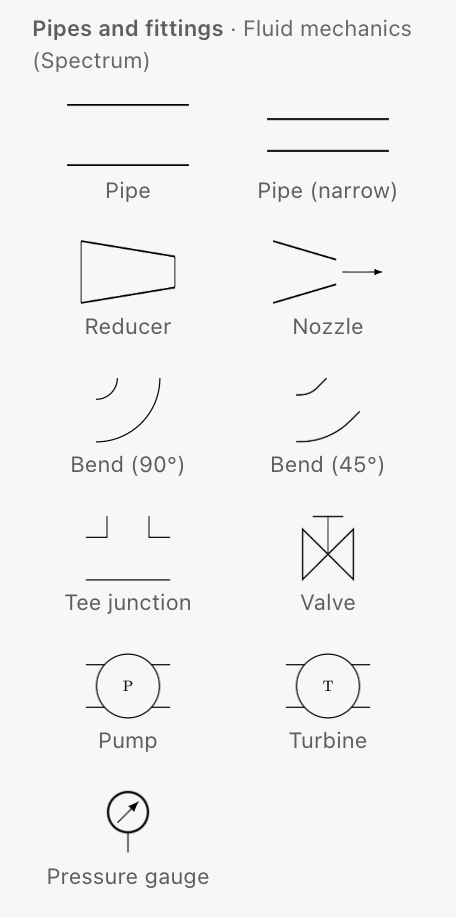 Pipes and fittings · Fluid mechanics
(Spectrum)
Pipe
Pipe (narrow)
Reducer
Nozzle
Bend (90°)
Bend (45°)
Tee junction
Valve
P
T
Pump
Turbine
Pressure gauge